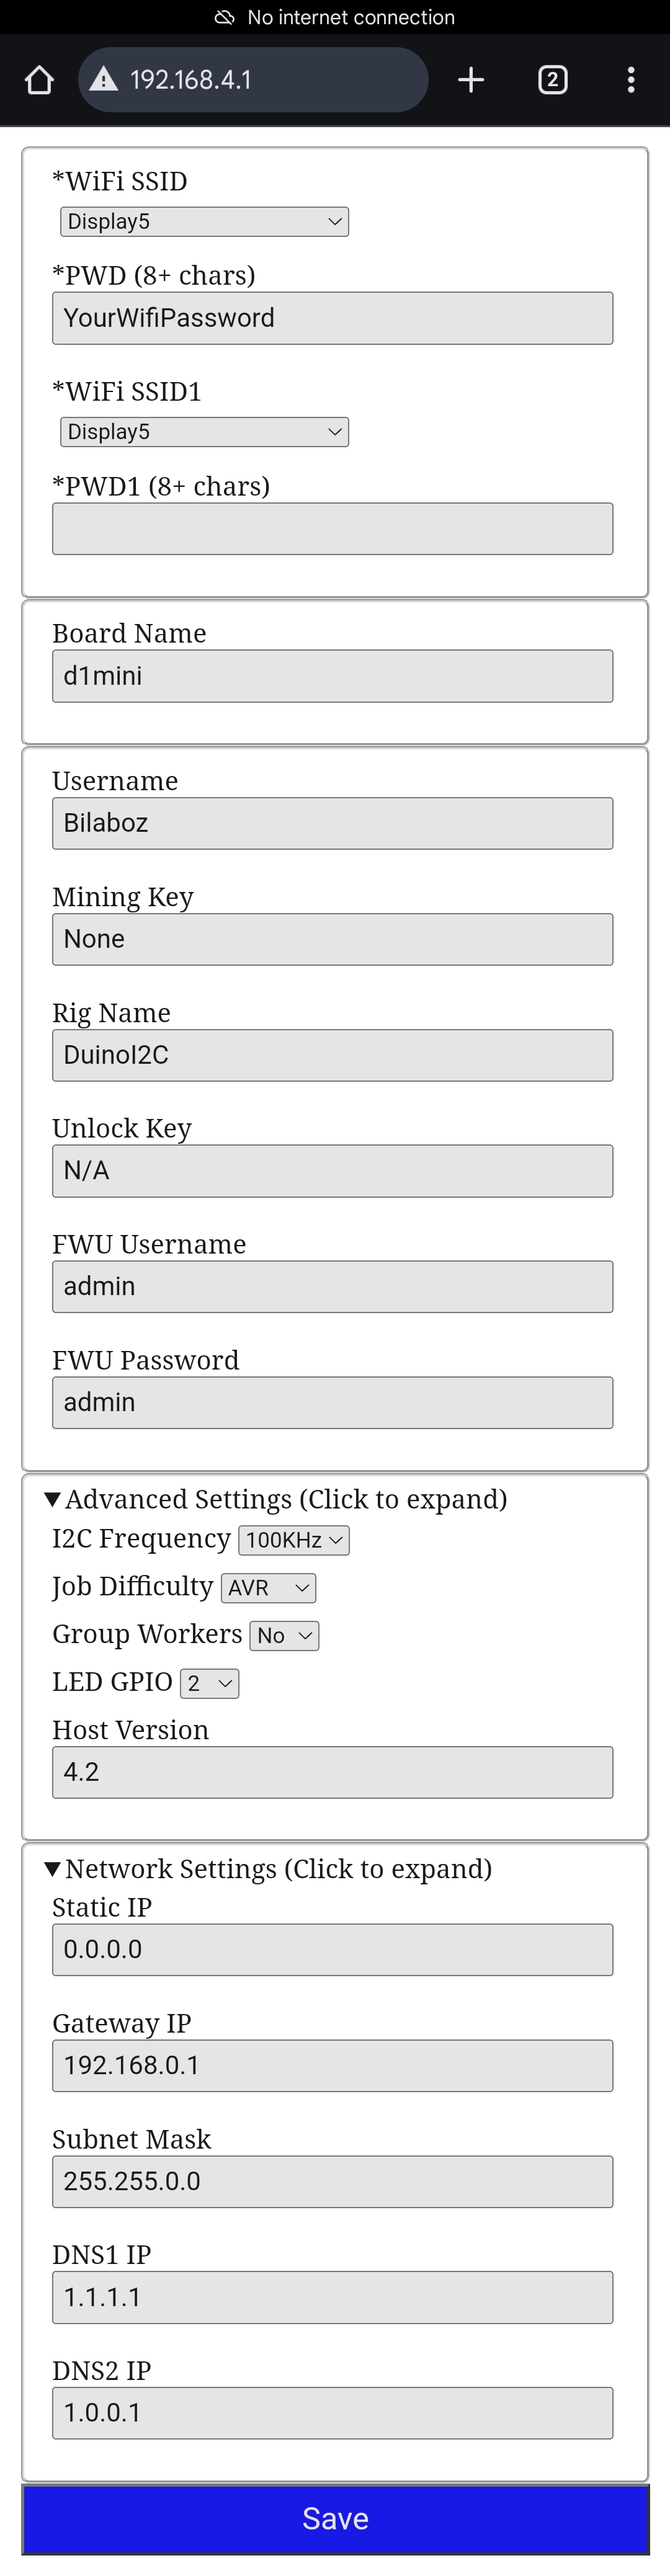 No internet connection
192.168.4.1
2
*WiFi SSID
Display5
*PWD (8+ chars)
YourWifiPassword
*WiFi SSID1
Display5
*PWD1 (8+ chars)
Board Name
d1mini
Username
Bilaboz
Mining Key
None
Rig Name
DuinoI2C
Unlock Key
N/A
FWU Username
admin
FWU Password
admin
Advanced Settings (Click to expand)
I2C Frequency 100KHz
Job Difficulty AVR
Group Workers No
LED GPIO 2
Host Version
4.2
Network Settings (Click to expand)
Static IP
0.0.0.0
Gateway IP
192.168.0.1
Subnet Mask
255.255.0.0
DNS1 IP
1.1.1.1
DNS2 IP
1.0.0.1
Save